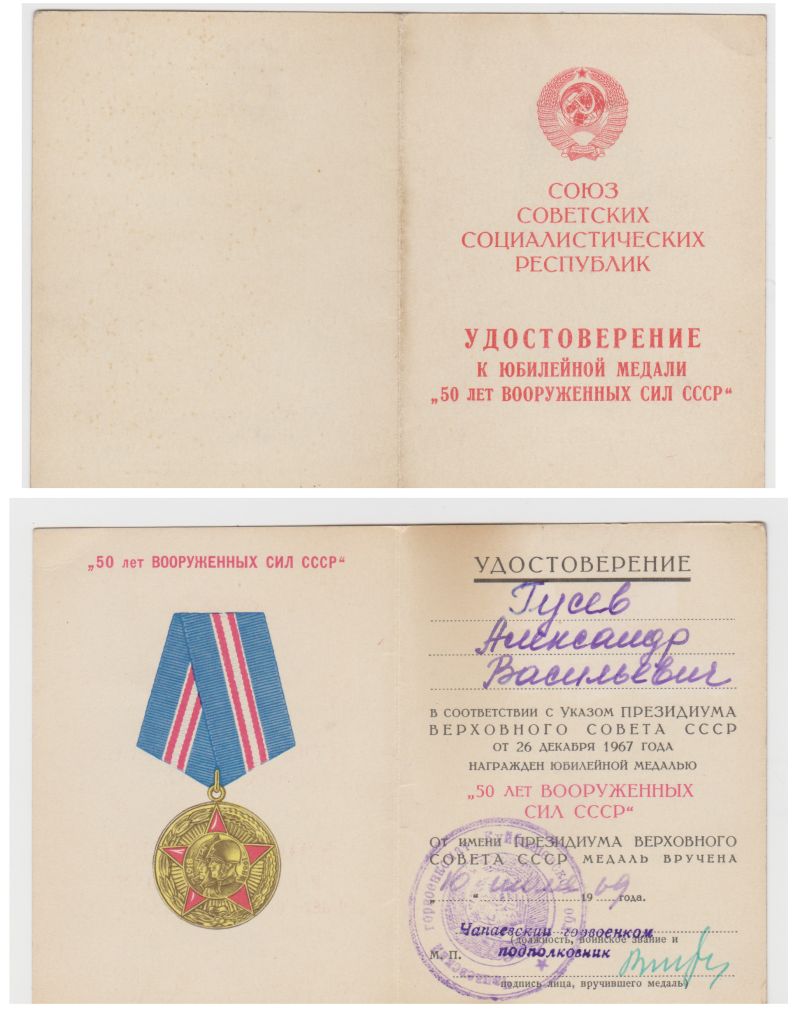 СОЮЗ
СОВЕТСКИХ
СОЦИАЛИСТИЧЕСКИХ
РЕСПУБЛИК
УДОСТОВЕРЕНИЕ
К ЮБИЛЕЙНОЙ МЕДАЛИ
„50 лет ВООРУЖЕННЫХ СИЛ СССР“
„50 лет ВООРУЖЕННЫХ СИЛ СССР“
УДОСТОВЕРЕНИЕ
Гусев
Александр
Васильевич
В СООТВЕТСТВИИ С УКАЗОМ ПРЕЗИДИУМА
ВЕРХОВНОГО СОВЕТА СССР
ОТ 26 ДЕКАБРЯ 1967 ГОДА
НАГРАЖДЕН ЮБИЛЕЙНОЙ МЕДАЛЬЮ
„50 ЛЕТ ВООРУЖЕННЫХ
СИЛ СССР“
ОТ ИМЕНИ ПРЕЗИДИУМА ВЕРХОВНОГО
СОВЕТА СССР МЕДАЛЬ ВРУЧЕНА
„10“ июля 1969 года.
Чапаевский горвоенком
(должность, воинское звание и
М. П. подполковник
подпись лица, вручившего медаль)